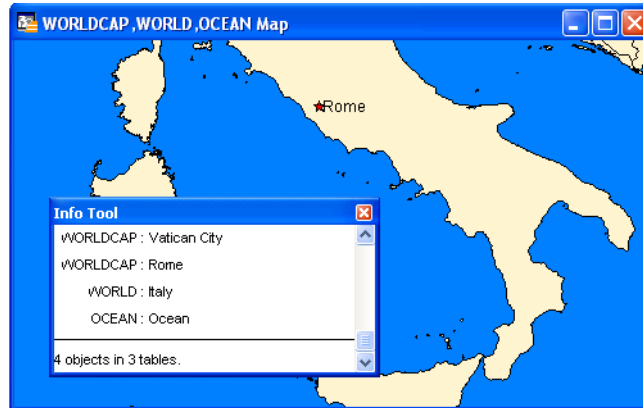 WORLDCAP,WORLD,OCEAN Map
Rome
Info Tool
WORLDCAP : Vatican City
WORLDCAP : Rome
WORLD : Italy
OCEAN : Ocean
4 objects in 3 tables.